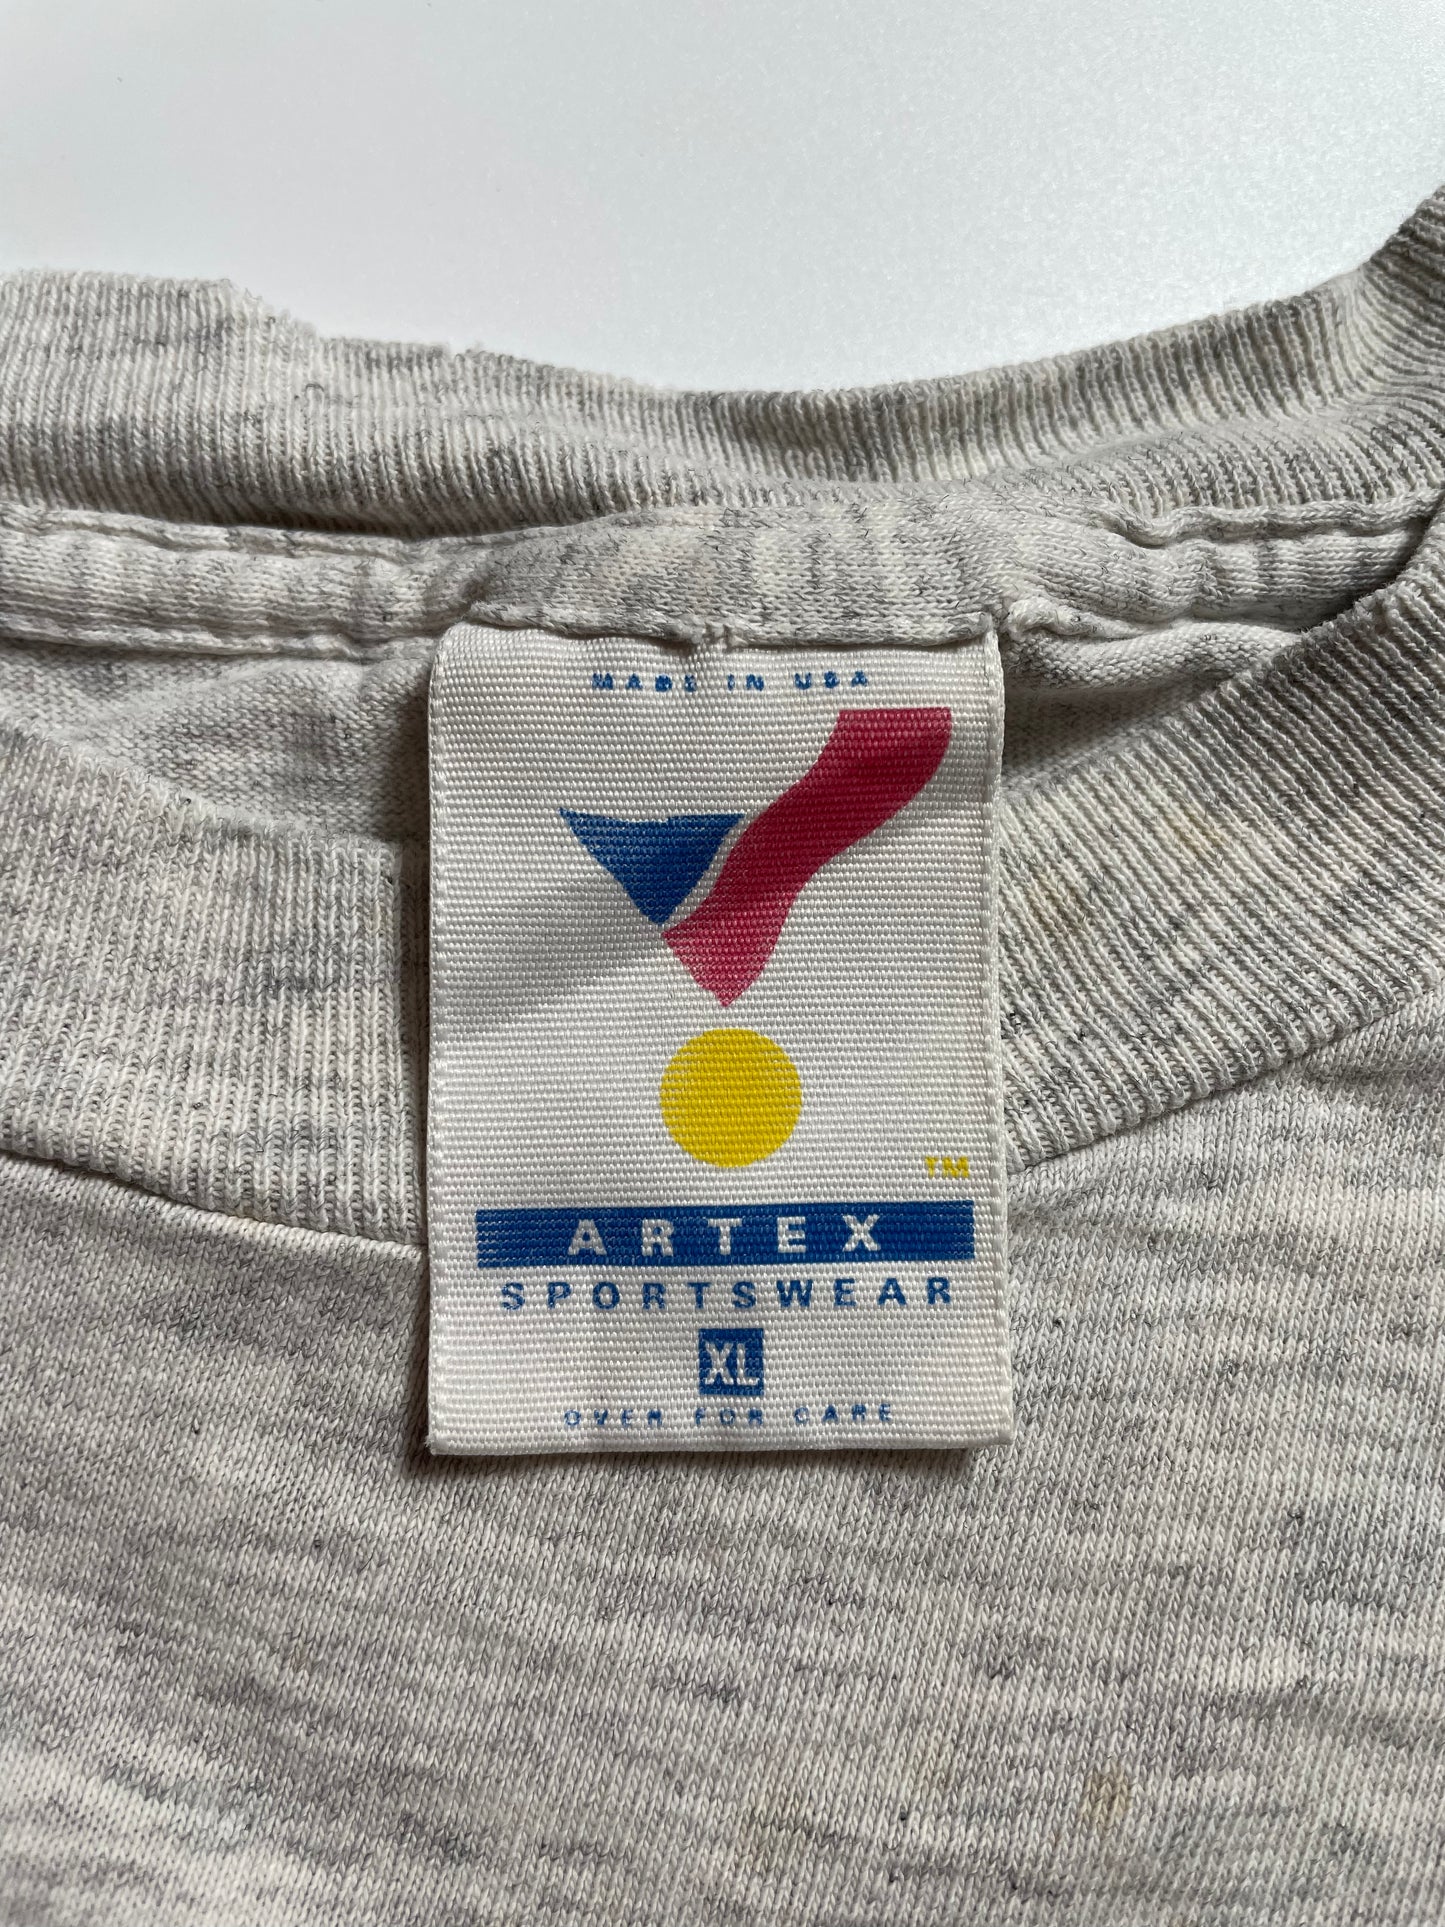 MADE IN USA
TM
ARTEX
SPORTSWEAR
XL
OVER FOR CARE